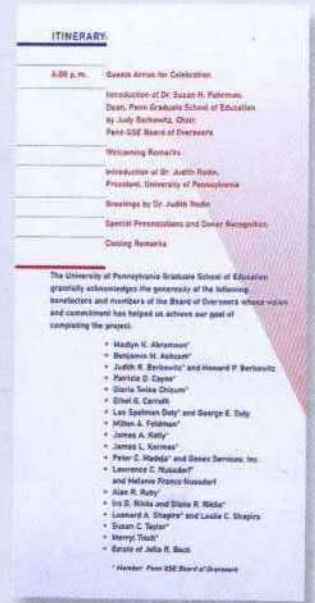 ITINERARY
4:00 p.m. Guests Arrive for Celebration
Introduction of Dr. Susan H. Fuhrman,
Dean, Penn Graduate School of Education
by Judy Berkowitz, Chair
Penn GSE Board of Overseers
Welcoming Remarks
Introduction of Dr. Judith Rodin,
President, University of Pennsylvania
Greetings by Dr. Judith Rodin
Special Presentations and Donor Recognition
Closing Remarks
The University of Pennsylvania Graduate School of Education
gratefully acknowledges the generosity of the following
benefactors and members of the Board of Overseers whose vision
and commitment has helped us achieve our goal of
completing the project:
• Madlyn K. Abramson*
• Benjamin H. Ashcom*
• Judith R. Berkowitz* and Howard P. Berkowitz
• Patricia D. Cayne*
• Gloria Twine Chisum*
• Ethel G. Carruth
• Lee Spelman Doty* and George E. Doty
• Milton A. Feldman*
• James A. Kelly*
• James L. Kermes*
• Peter C. and Genex Services, Inc.
• Lawrence C. Nussdorf*
and Melanie Franco Nussdorf
• Alan R. Ruby*
• Ira D. Riklis and Diana R. Riklis*
• Leonard A. Shapiro* and Leslie C. Shapiro
• Susan C. Taylor*
• Merryl Tisch*
• Estate of Julia R. Bach
* Member: Penn GSE Board of Overseers